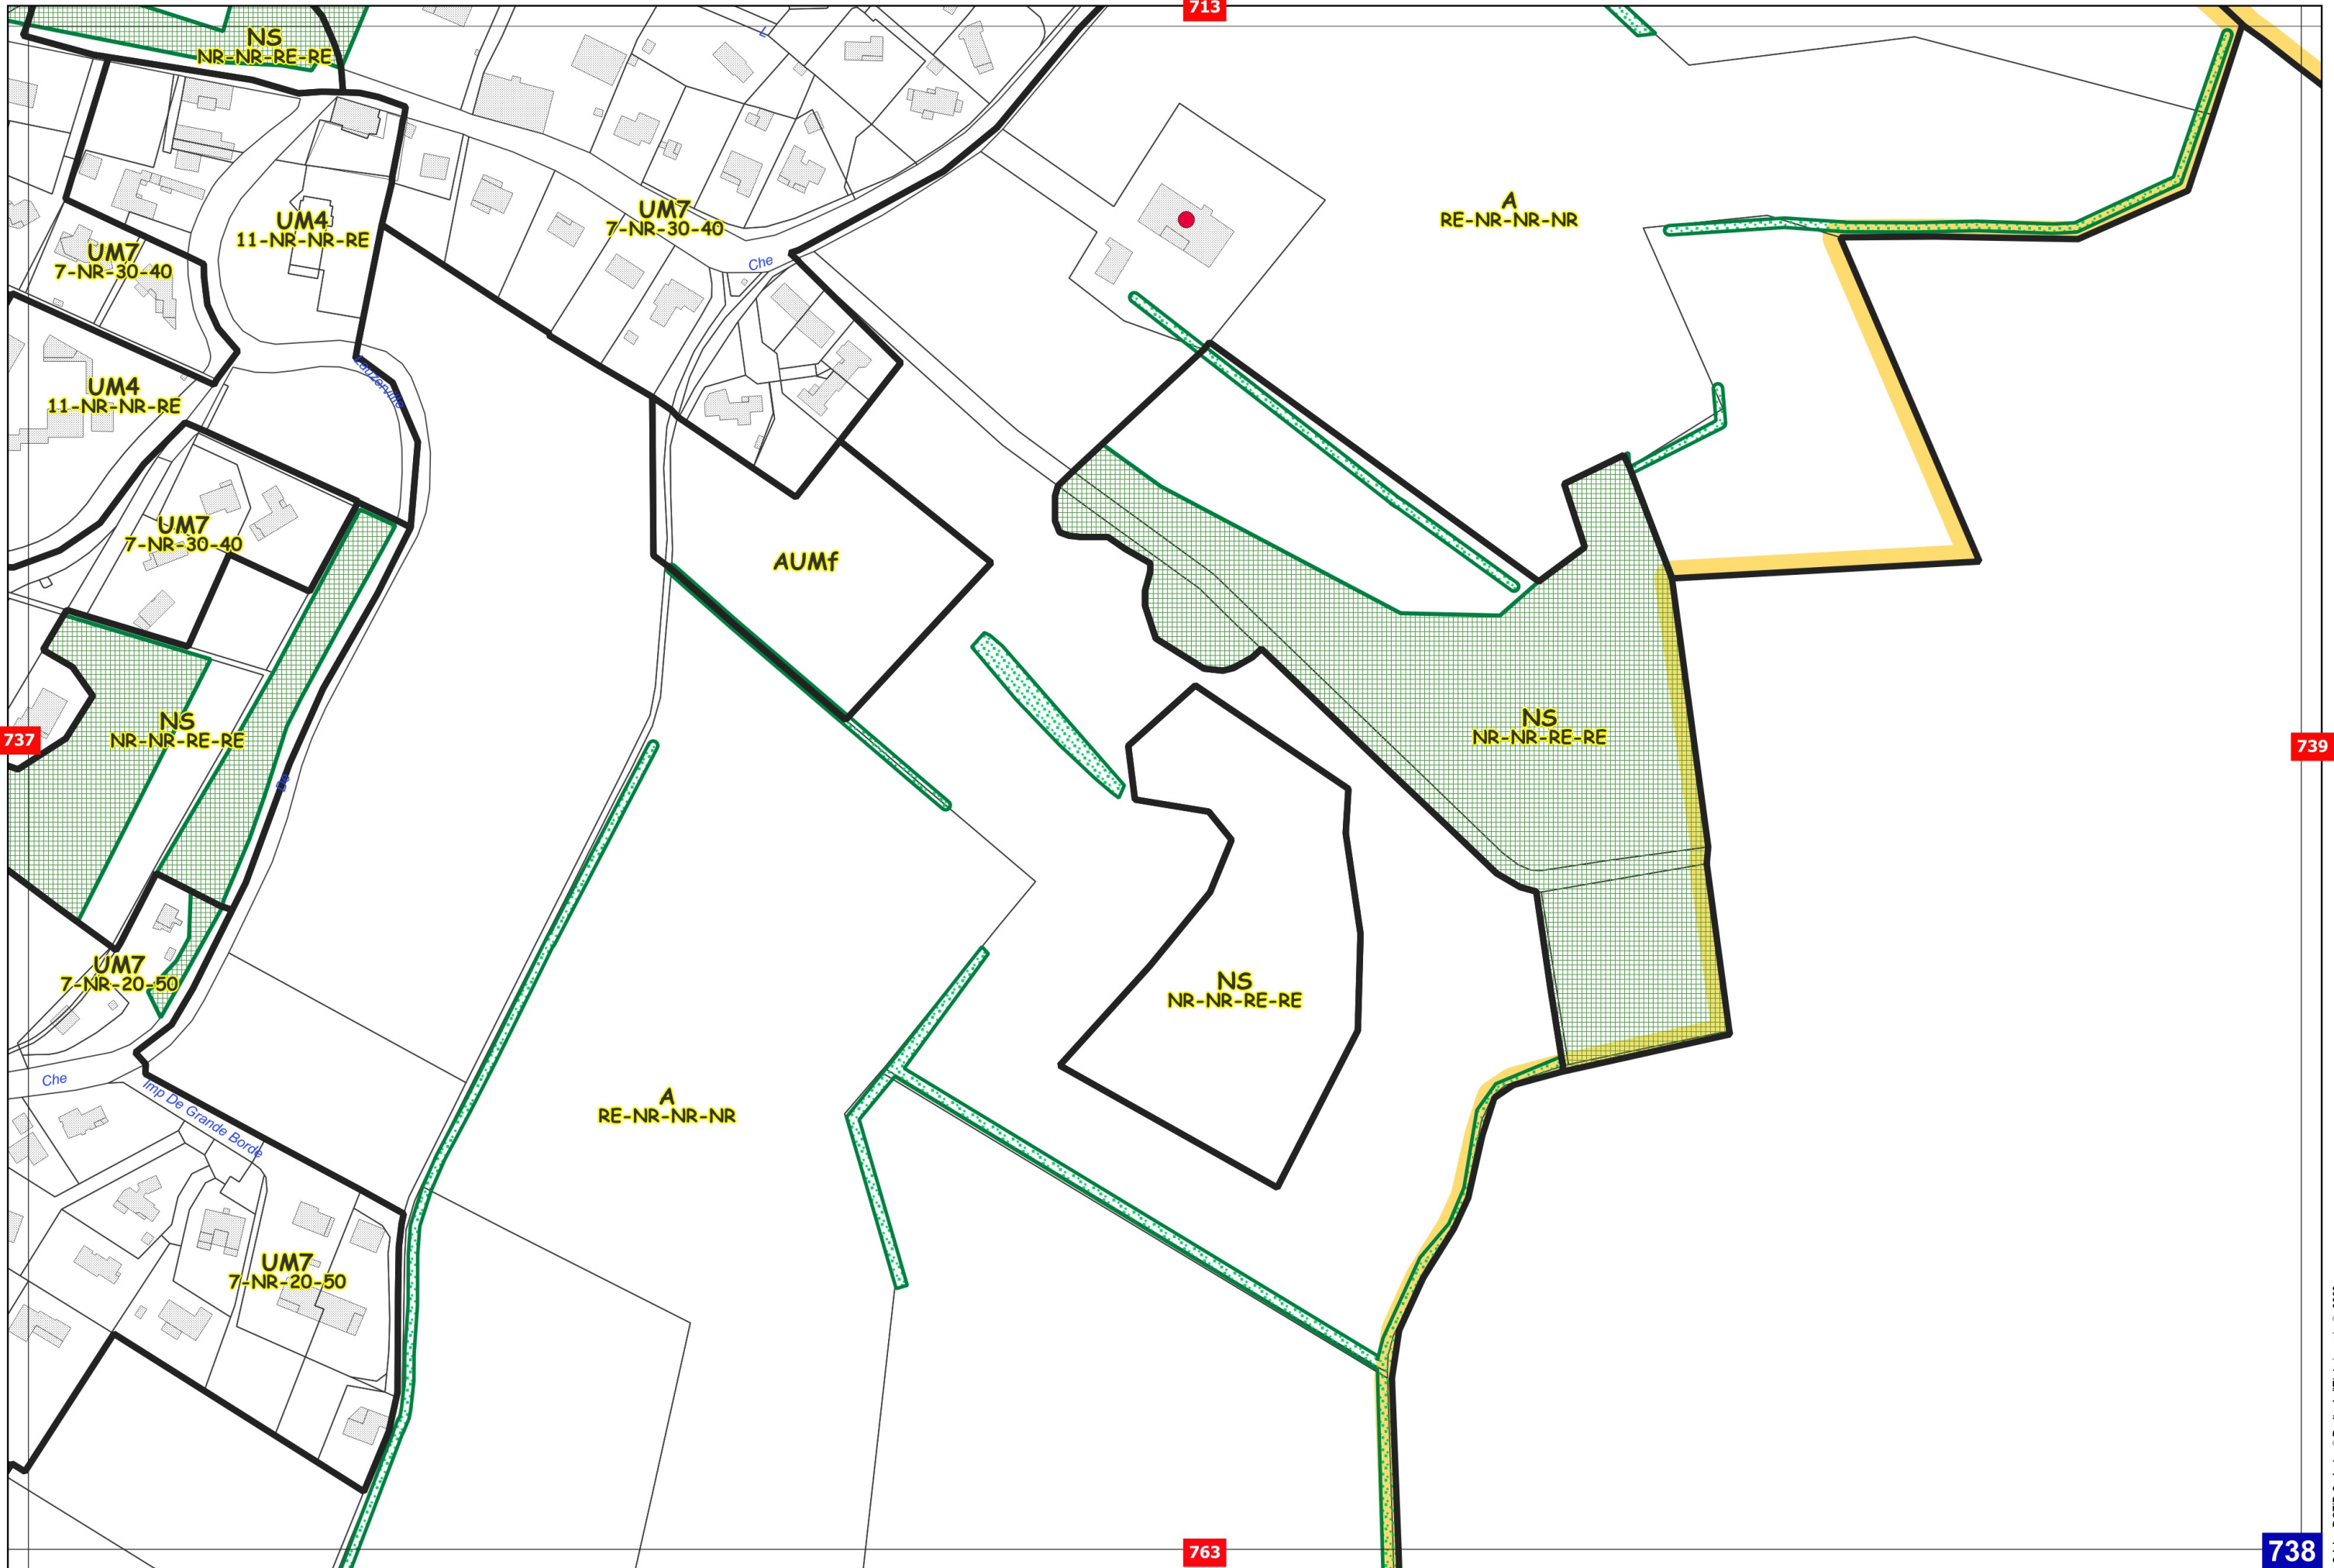 713
NS
NR-NR-RE-RE
L
A
RE-NR-NR-NR
UM7
7-NR-30-40
UM4
11-NR-NR-RE
UM7
7-NR-30-40
Che
UM4
11-NR-NR-RE
Lauzerville
UM7
7-NR-30-40
AUMf
NS
NR-NR-RE-RE
NS
NR-NR-RE-RE
737
739
De
UM7
7-NR-20-50
NS
NR-NR-RE-RE
Che
Imp De Grande Borde
A
RE-NR-NR-NR
UM7
7-NR-20-50
763
738